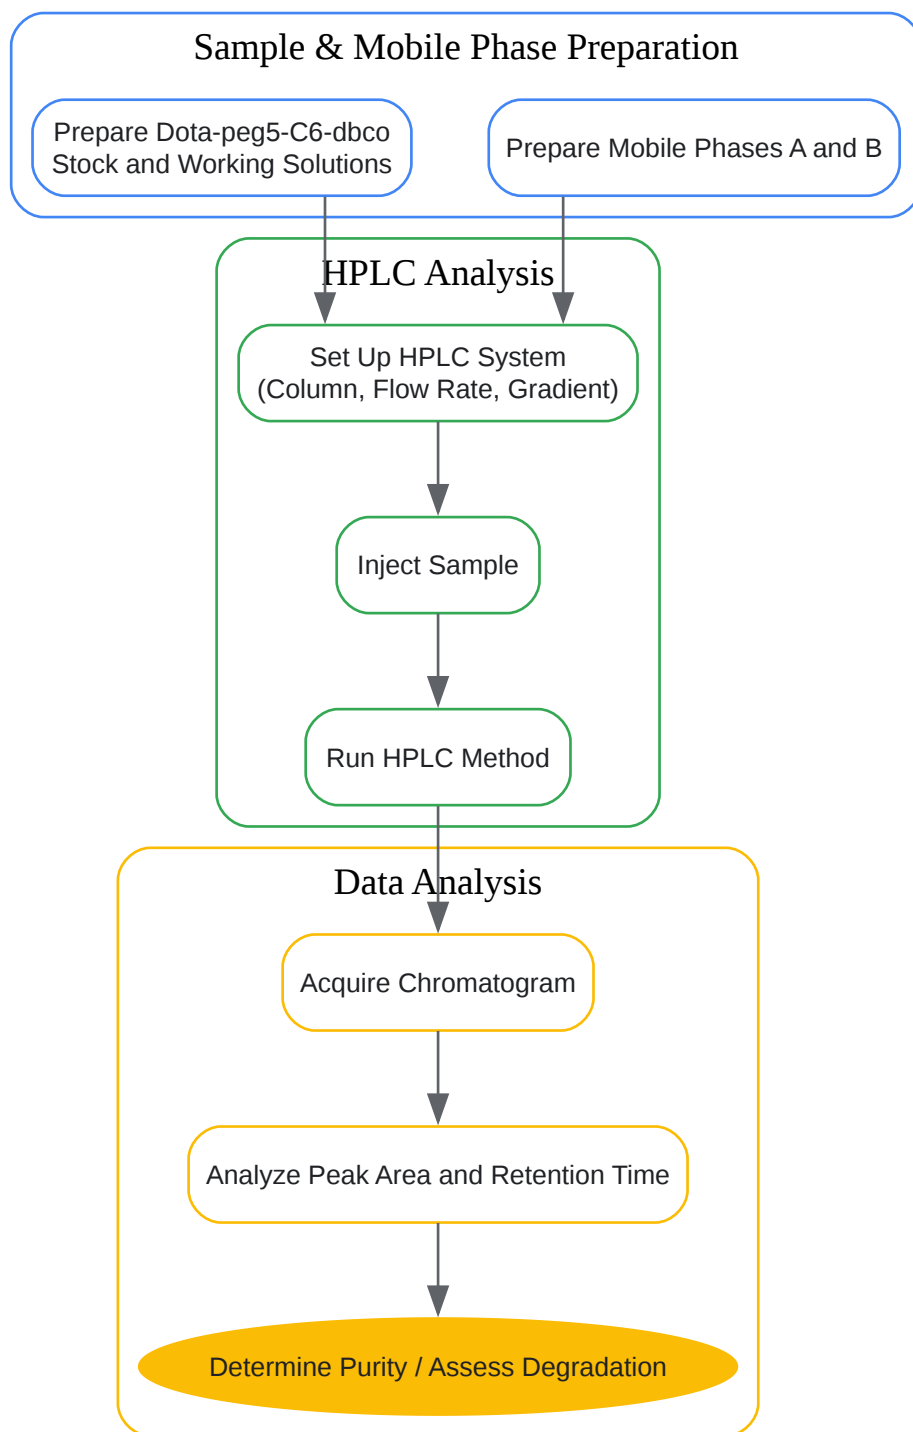 Sample & Mobile Phase Preparation
Prepare Dota-peg5-C6-dbco
Stock and Working Solutions
Prepare Mobile Phases A and B
HPLC Analysis
Set Up HPLC System
(Column, Flow Rate, Gradient)
Inject Sample
Run HPLC Method
Data Analysis
Acquire Chromatogram
Analyze Peak Area and Retention Time
Determine Purity / Assess Degradation